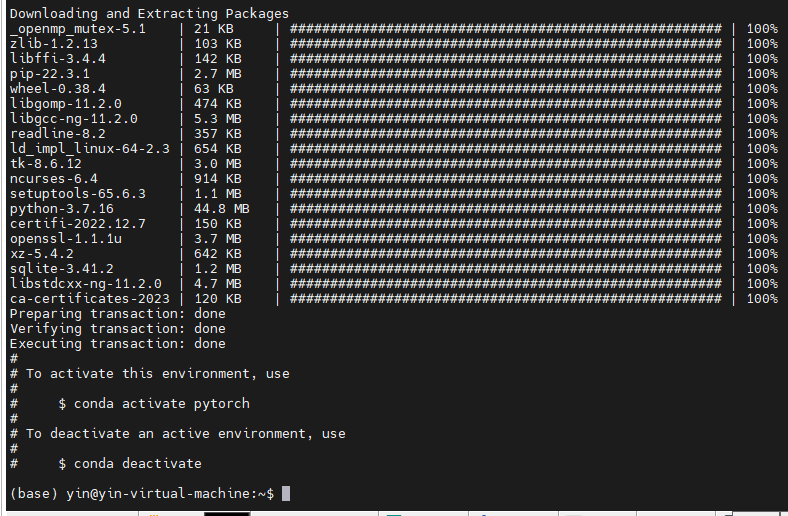 Downloading and Extracting Packages
_openmp_mutex-5.1    | 21 KB     | ###################################################### | 100%
zlib-1.2.13          | 103 KB    | ###################################################### | 100%
libffi-3.4.4         | 142 KB    | ###################################################### | 100%
pip-22.3.1           | 2.7 MB    | ###################################################### | 100%
wheel-0.38.4         | 63 KB     | ###################################################### | 100%
libgomp-11.2.0       | 474 KB    | ###################################################### | 100%
libgcc-ng-11.2.0     | 5.3 MB    | ###################################################### | 100%
readline-8.2         | 357 KB    | ###################################################### | 100%
ld_impl_linux-64-2.3 | 654 KB    | ###################################################### | 100%
tk-8.6.12            | 3.0 MB    | ###################################################### | 100%
ncurses-6.4          | 914 KB    | ###################################################### | 100%
setuptools-65.6.3    | 1.1 MB    | ###################################################### | 100%
python-3.7.16        | 44.8 MB   | ###################################################### | 100%
certifi-2022.12.7    | 150 KB    | ###################################################### | 100%
openssl-1.1.1u       | 3.7 MB    | ###################################################### | 100%
xz-5.4.2             | 642 KB    | ###################################################### | 100%
sqlite-3.41.2        | 1.2 MB    | ###################################################### | 100%
libstdcxx-ng-11.2.0  | 4.7 MB    | ###################################################### | 100%
ca-certificates-2023 | 120 KB    | ###################################################### | 100%
Preparing transaction: done
Verifying transaction: done
Executing transaction: done
#
# To activate this environment, use
#
#     $ conda activate pytorch
#
# To deactivate an active environment, use
#
#     $ conda deactivate
(base) yin@yin-virtual-machine:~$